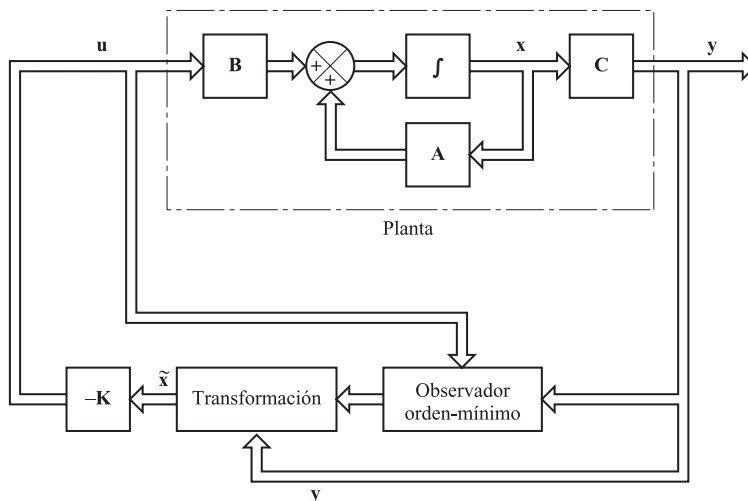 u
B
+
+
∫
x
C
y
A
Planta
–K
x̃
Transformación
Observador
orden-mínimo
y